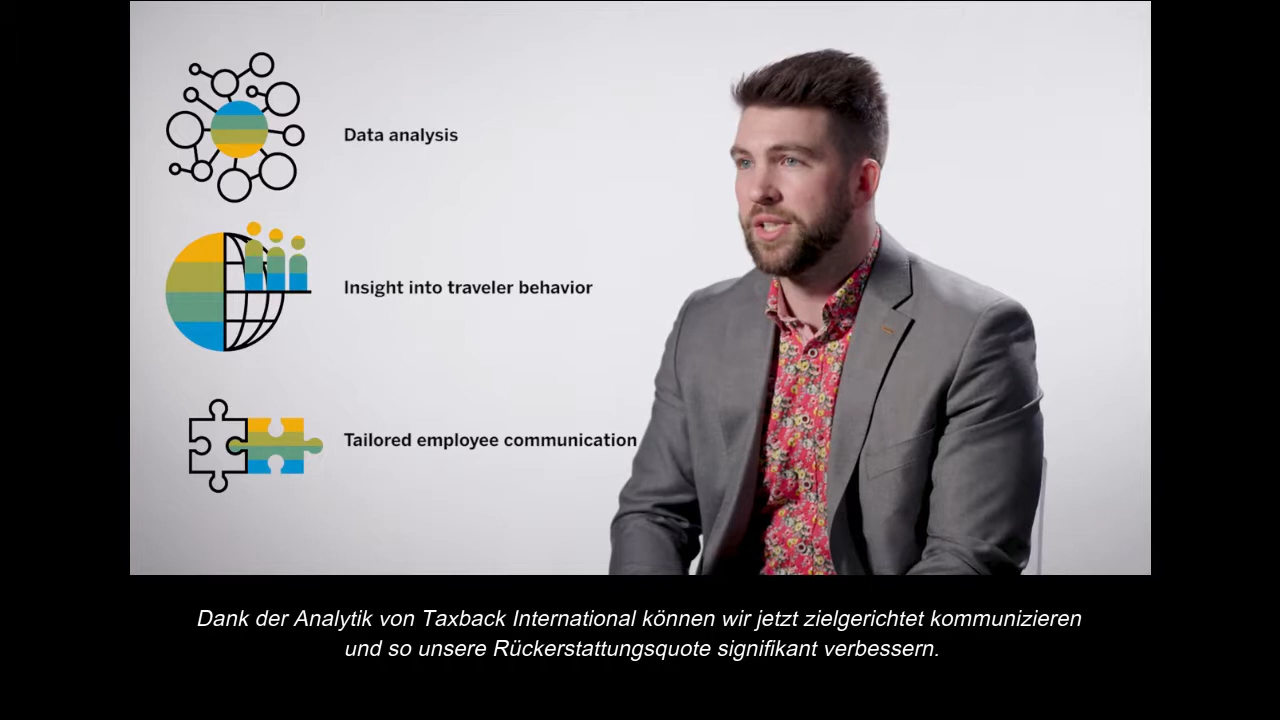 Data analysis
Insight into traveler behavior
Tailored employee communication
Dank der Analytik von Taxback International können wir jetzt zielgerichtet kommunizieren
und so unsere Rückerstattungsquote signifikant verbessern.